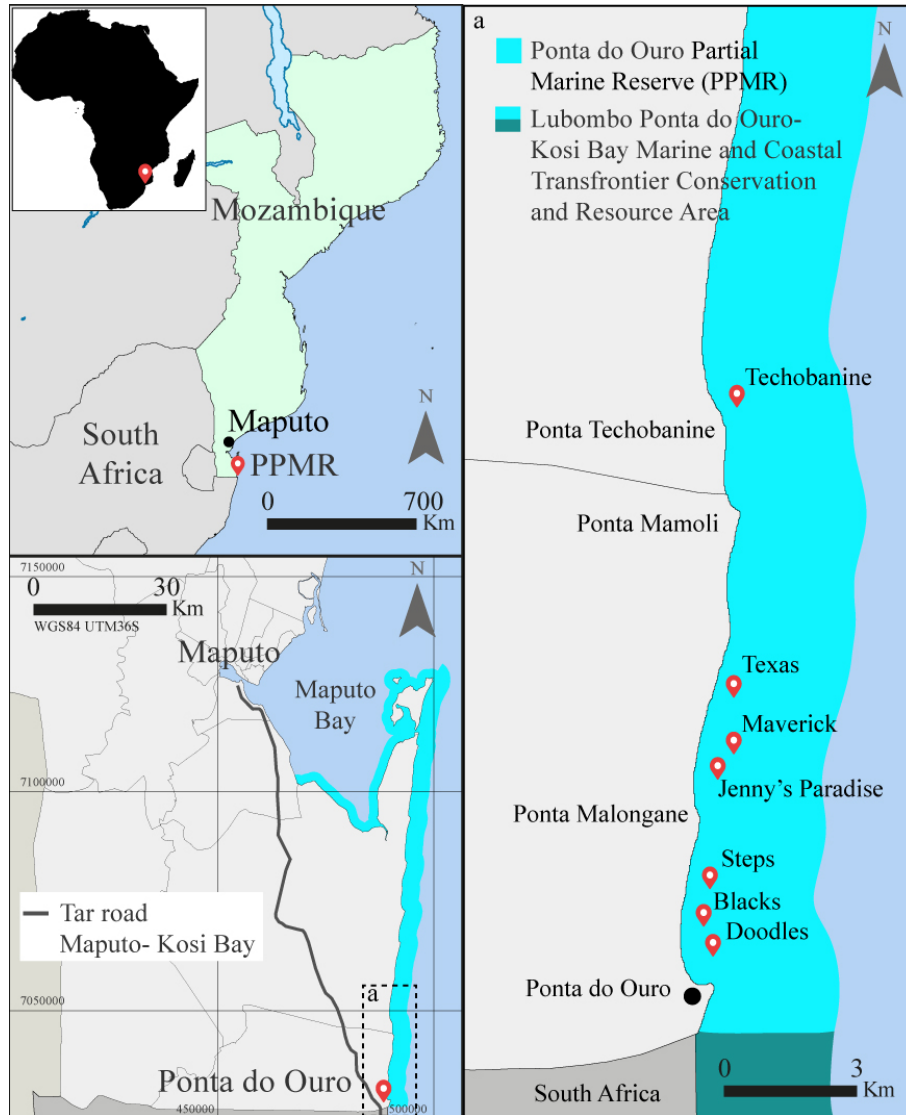 Mozambique
South
Africa
Maputo
PPMR
N
0 700
Km
7150000
0 30
Km
WGS84 UTM36S
N
Maputo
Maputo
Bay
7100000
Tar road
Maputo- Kosi Bay
7050000
a
Ponta do Ouro
450000 500000
a
Ponta do Ouro Partial
Marine Reserve (PPMR)
Lubombo Ponta do Ouro-
Kosi Bay Marine and Coastal
Transfrontier Conservation
and Resource Area
N
Techobanine
Ponta Techobanine
Ponta Mamoli
Texas
Maverick
Jenny's Paradise
Ponta Malongane
Steps
Blacks
Doodles
Ponta do Ouro
South Africa
0 3
Km